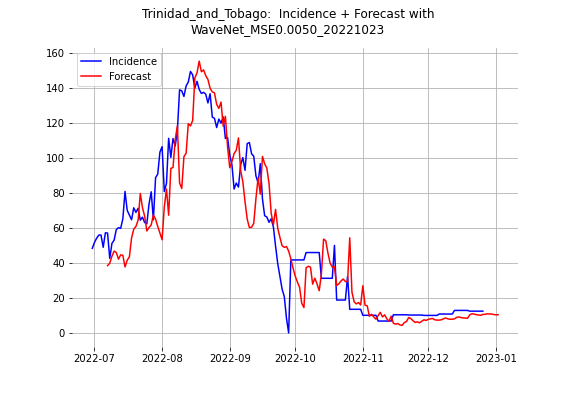 Trinidad_and_Tobago:  Incidence + Forecast with
WaveNet_MSE0.0050_20221023
Incidence
Forecast
160
140
120
100
80
60
40
20
0
2022-07 2022-08 2022-09 2022-10 2022-11 2022-12 2023-01